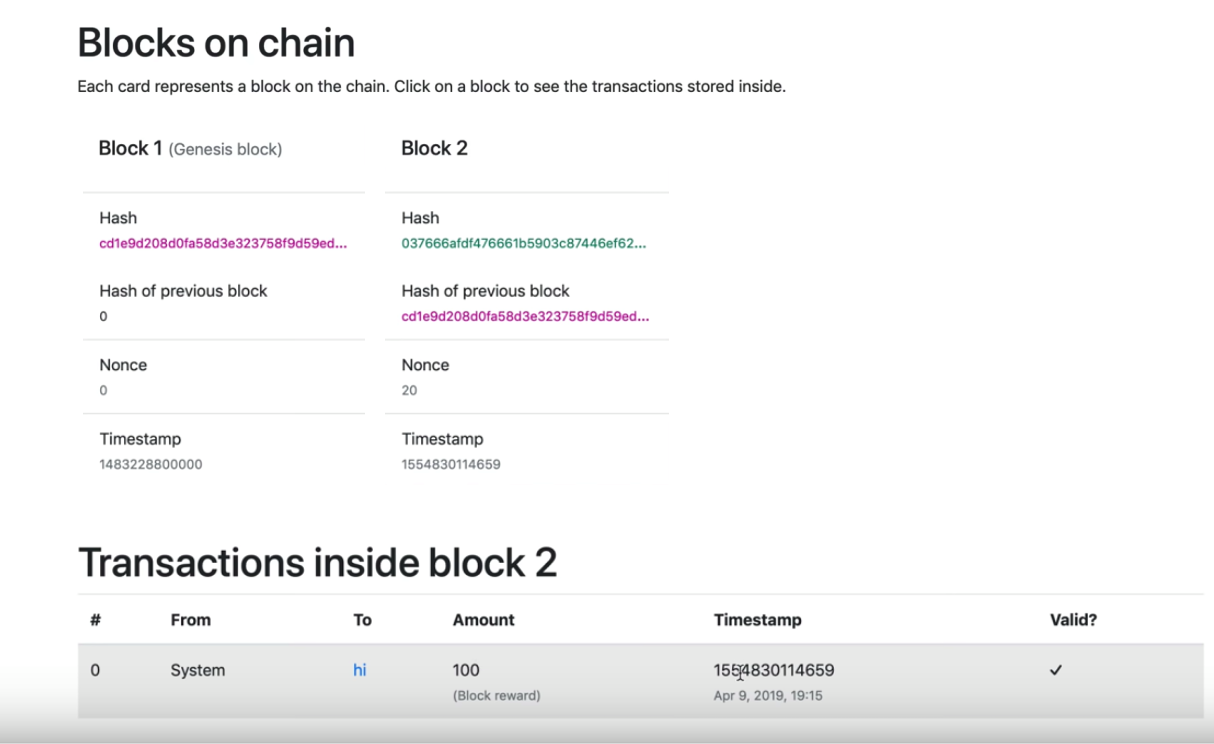 Blocks on chain
Each card represents a block on the chain. Click on a block to see the transactions stored inside.
Block 1 (Genesis block)
Hash
cd1e9d208d0fa58d3e323758f9d59ed...
Hash of previous block
0
Nonce
0
Timestamp
1483228800000
Block 2
Hash
037666afdf476661b5903c87446ef62...
Hash of previous block
cd1e9d208d0fa58d3e323758f9d59ed...
Nonce
20
Timestamp
1554830114659
Transactions inside block 2
# From To Amount Timestamp Valid?
0 System hi 100 1554830114659 ✓
(Block reward) Apr 9, 2019, 19:15